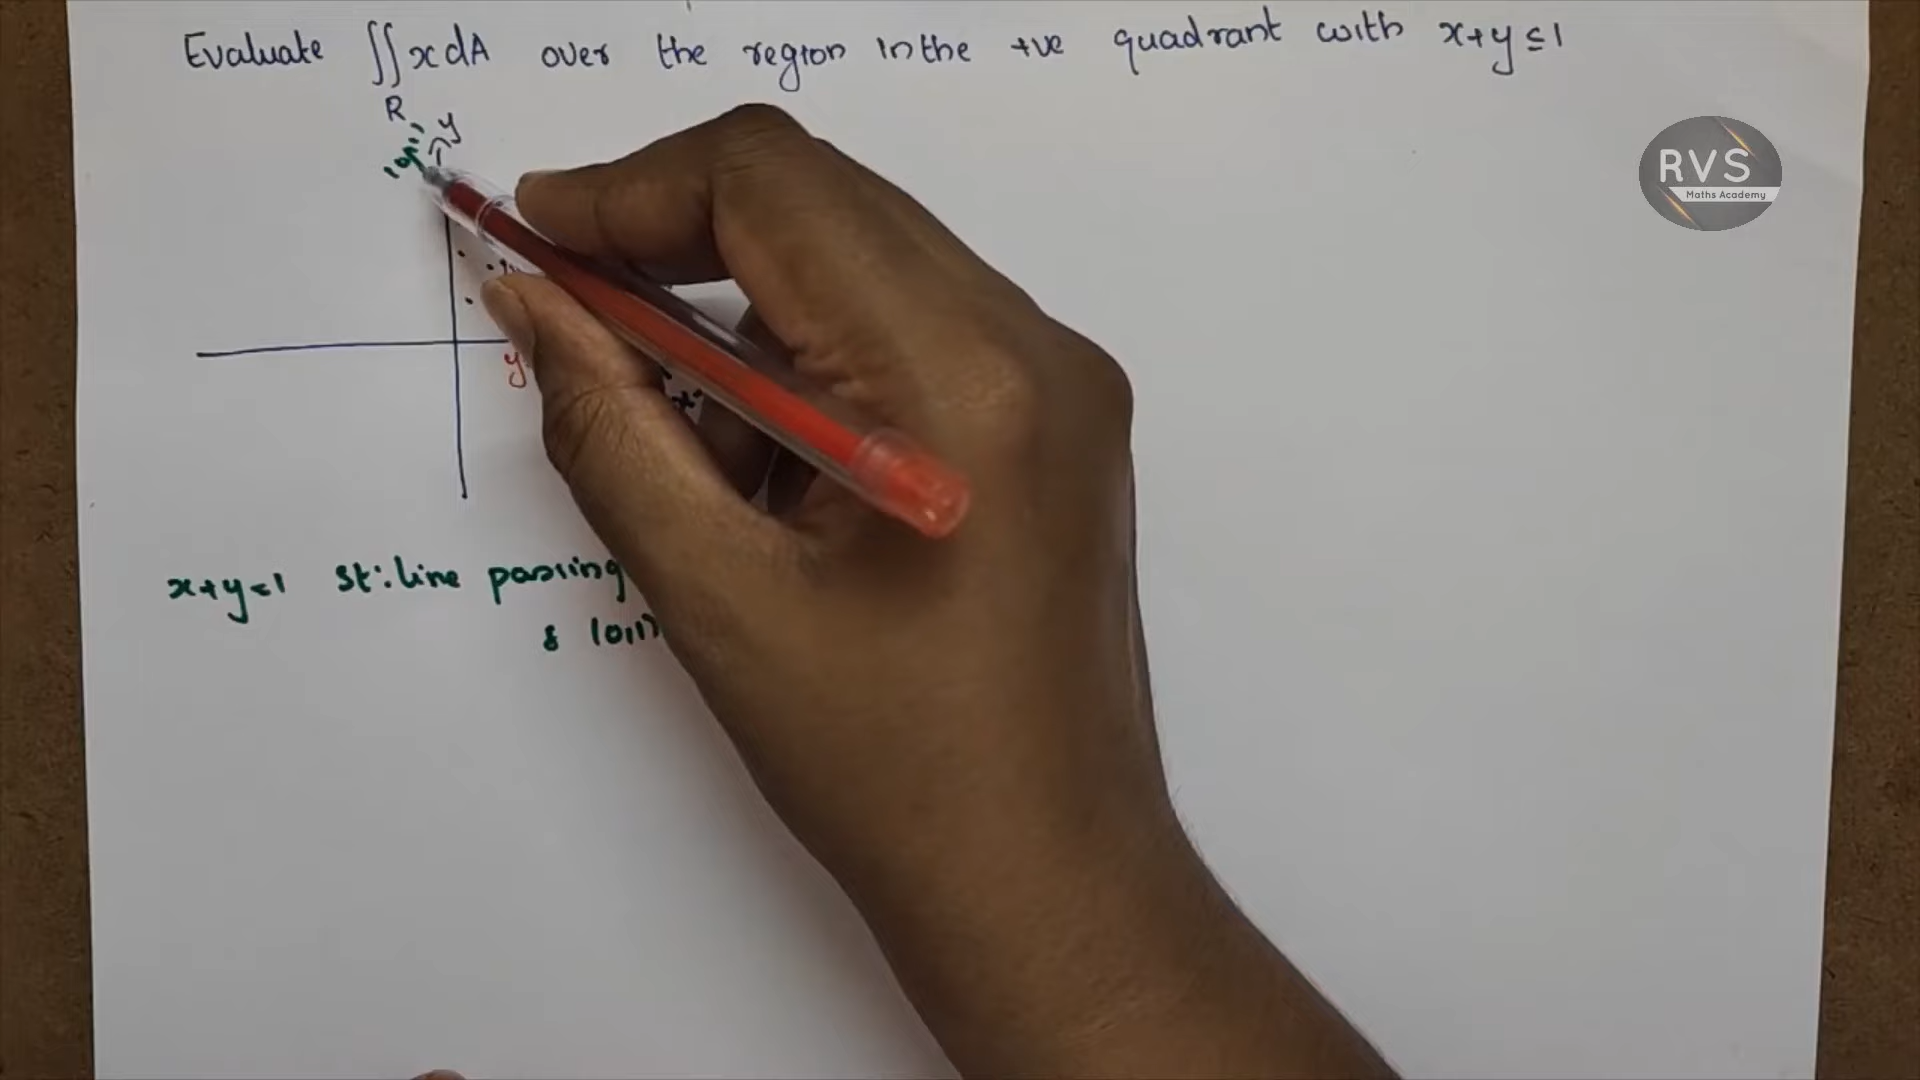 Evaluate ∬ x dA over the region in the +ve quadrant with x+y≤1
R
y
RVS
Maths Academy
y
x
x+y=1 st. line passing
& (0,1)